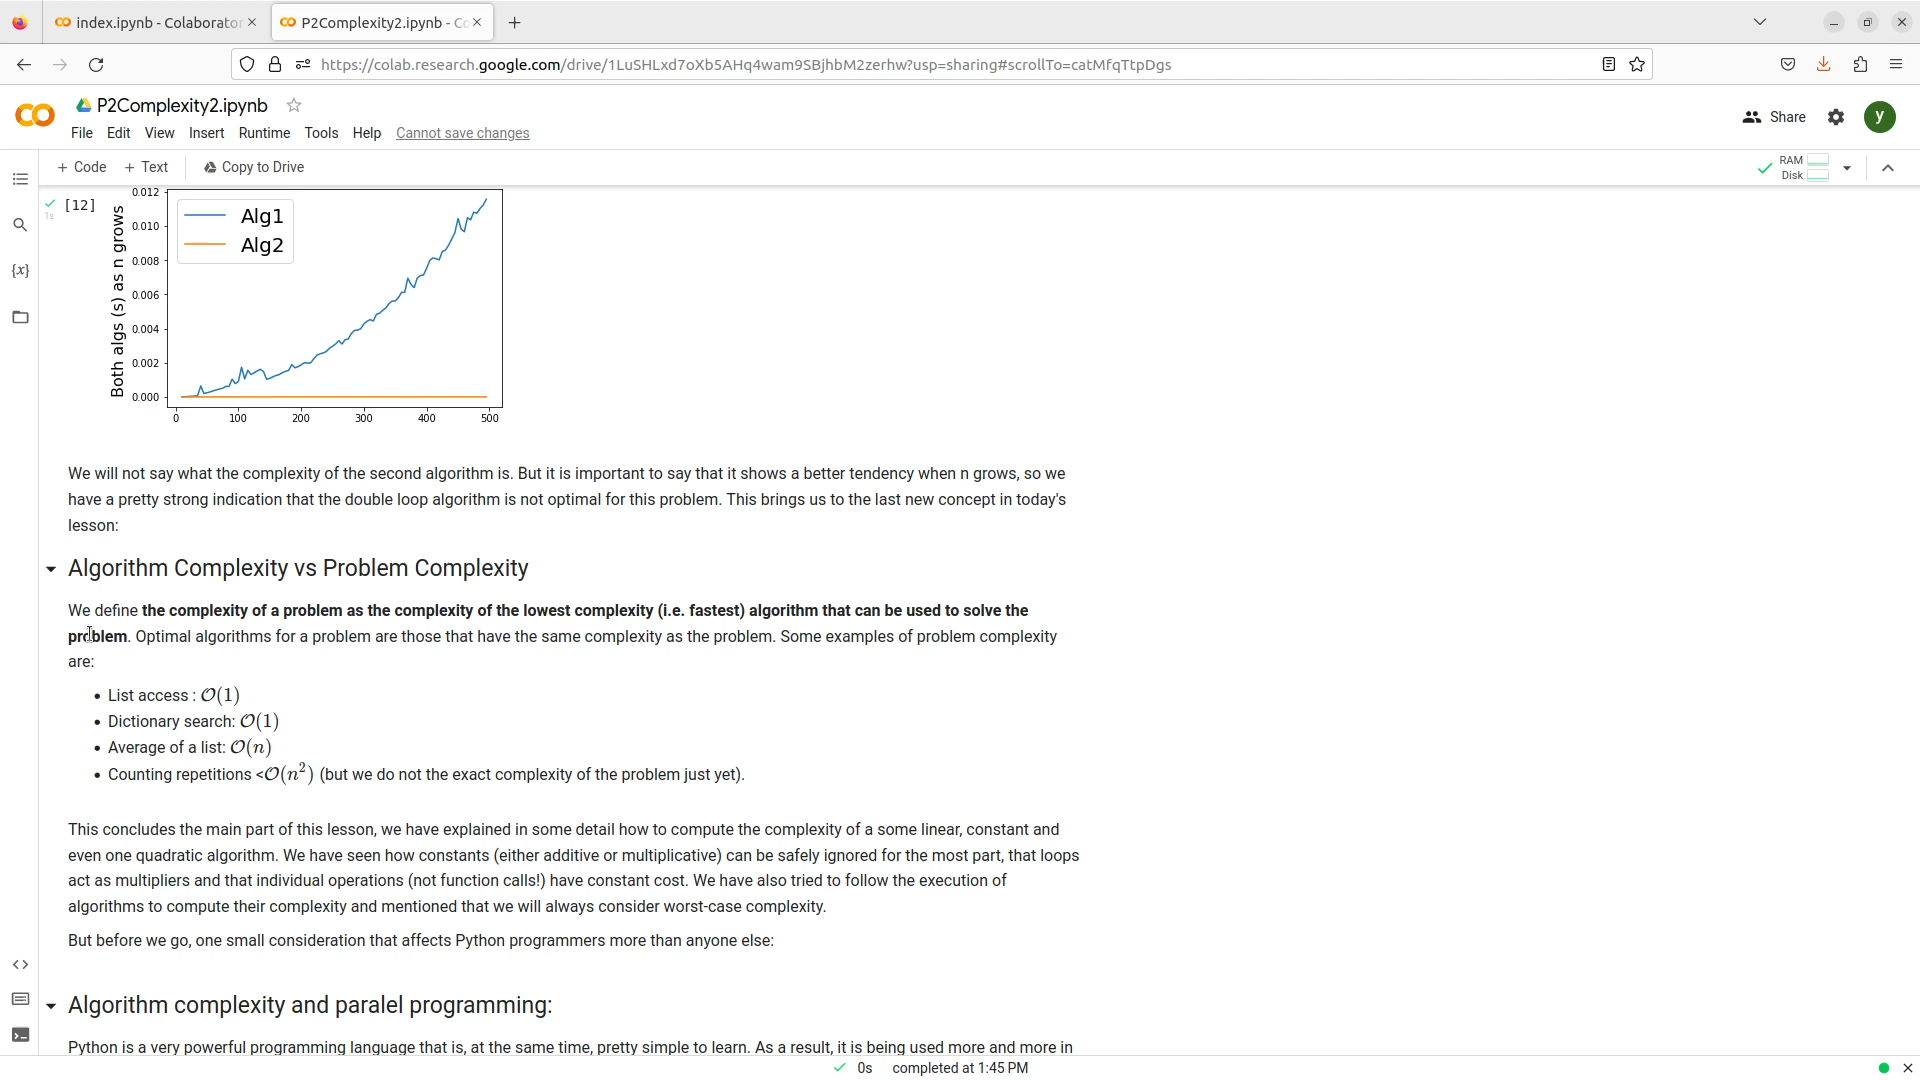 index.ipynb - Colaborator
P2Complexity2.ipynb - Co
https://colab.research.google.com/drive/1LuSHLxd7oXb5AHq4wam9SBjhbM2zerhw?usp=sharing#scrollTo=catMfqTtpDgs
P2Complexity2.ipynb
File Edit View Insert Runtime Tools Help Cannot save changes
Share
y
+ Code + Text Copy to Drive
RAM
Disk
[12]
1s
Both algs (s) as n grows
0.012
0.010
0.008
0.006
0.004
0.002
0.000
Alg1
Alg2
0 100 200 300 400 500
We will not say what the complexity of the second algorithm is. But it is important to say that it shows a better tendency when n grows, so we
have a pretty strong indication that the double loop algorithm is not optimal for this problem. This brings us to the last new concept in today's
lesson:
Algorithm Complexity vs Problem Complexity
We define the complexity of a problem as the complexity of the lowest complexity (i.e. fastest) algorithm that can be used to solve the
problem. Optimal algorithms for a problem are those that have the same complexity as the problem. Some examples of problem complexity
are:
• List access : O(1)
• Dictionary search: O(1)
• Average of a list: O(n)
• Counting repetitions <O(n²) (but we do not the exact complexity of the problem just yet).
This concludes the main part of this lesson, we have explained in some detail how to compute the complexity of a some linear, constant and
even one quadratic algorithm. We have seen how constants (either additive or multiplicative) can be safely ignored for the most part, that loops
act as multipliers and that individual operations (not function calls!) have constant cost. We have also tried to follow the execution of
algorithms to compute their complexity and mentioned that we will always consider worst-case complexity.
But before we go, one small consideration that affects Python programmers more than anyone else:
Algorithm complexity and paralel programming:
Python is a very powerful programming language that is, at the same time, pretty simple to learn. As a result, it is being used more and more in
0s completed at 1:45 PM